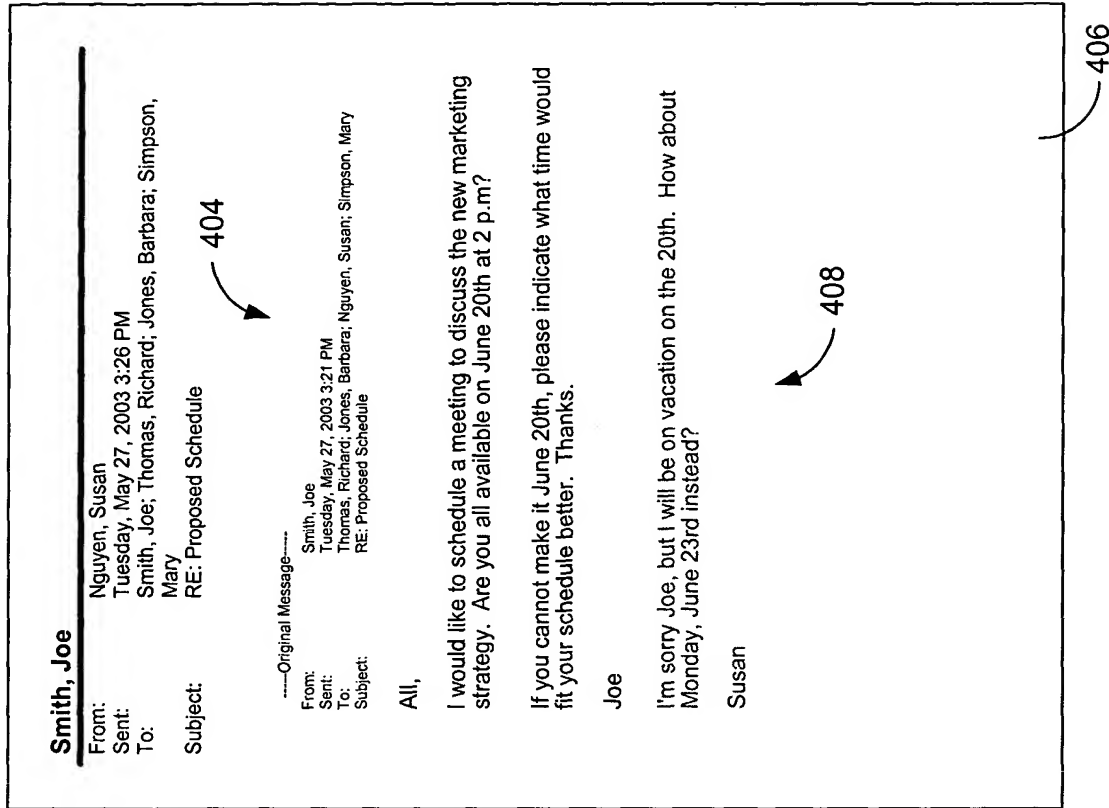 Smith, Joe
From: Nguyen, Susan
Sent: Tuesday, May 27, 2003 3:26 PM
To: Smith, Joe; Thomas, Richard; Jones, Barbara; Simpson,
Mary
Subject: RE: Proposed Schedule
404
-----Original Message-----
From: Smith, Joe
Sent: Tuesday, May 27, 2003 3:21 PM
To: Thomas, Richard; Jones, Barbara; Nguyen, Susan; Simpson, Mary
Subject: RE: Proposed Schedule
All,
I would like to schedule a meeting to discuss the new marketing
strategy. Are you all available on June 20th at 2 p.m?
If you cannot make it June 20th, please indicate what time would
fit your schedule better. Thanks.
Joe
I'm sorry Joe, but I will be on vacation on the 20th. How about
Monday, June 23rd instead?
Susan
408
406